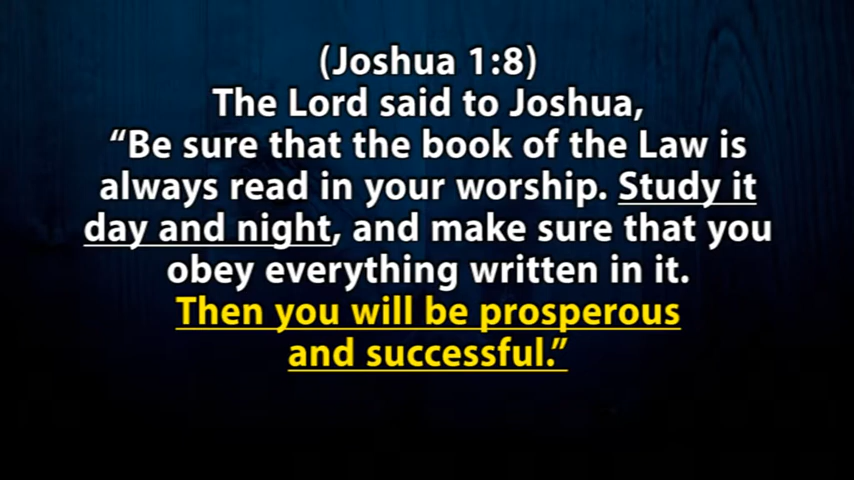 (Joshua 1:8)
The Lord said to Joshua,
“Be sure that the book of the Law is
always read in your worship. Study it
day and night, and make sure that you
obey everything written in it.
Then you will be prosperous
and successful.”